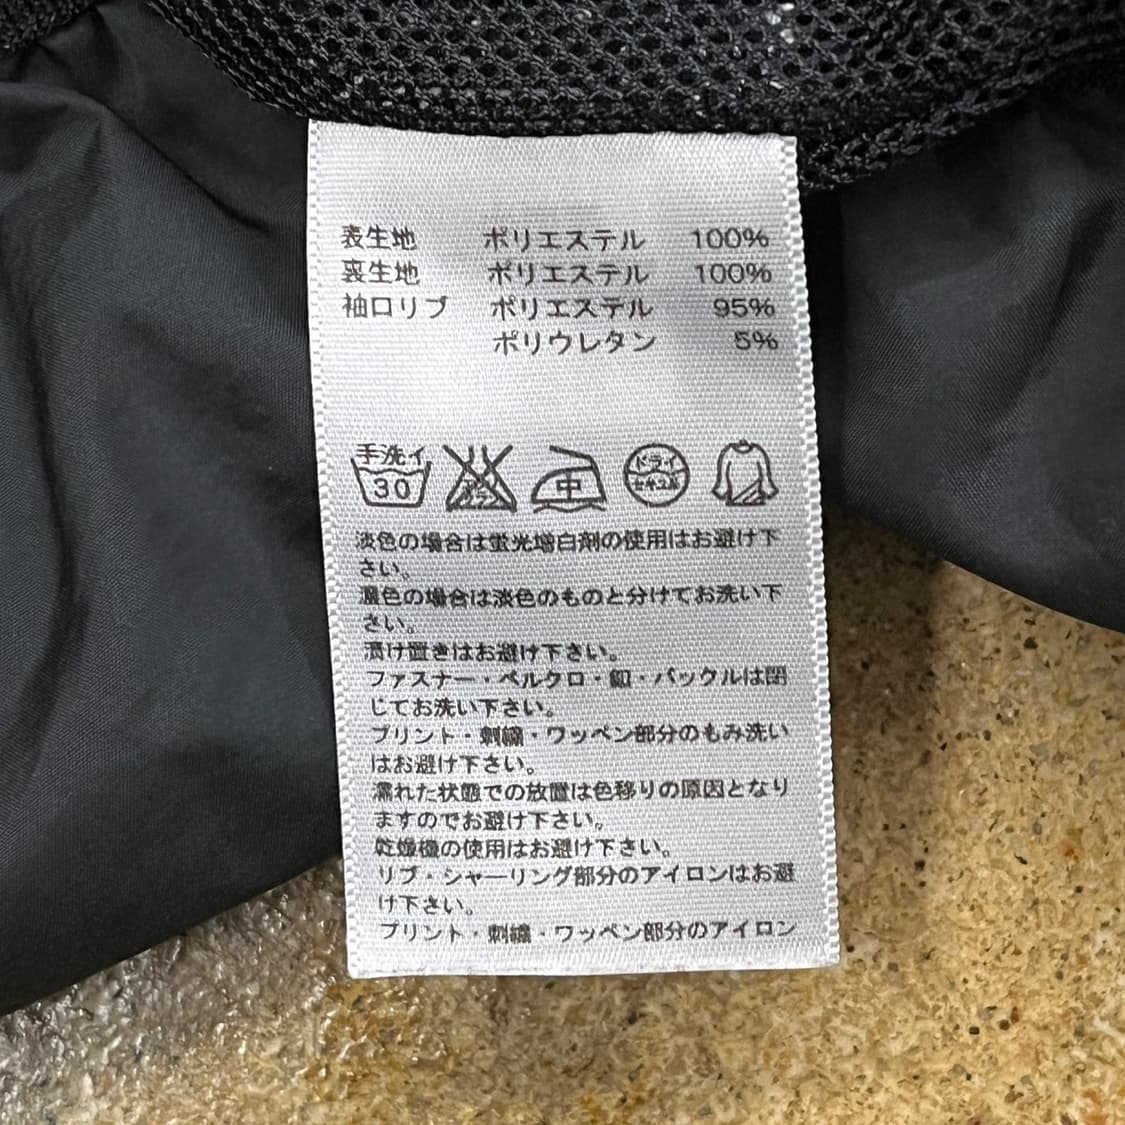 表生地 ポリエステル 100%
裏生地 ポリエステル 100%
袖口リブ ポリエステル 95%
ポリウレタン 5%
手洗イ
30
中
ドライ
セキユ系
淡色の場合は蛍光増白剤の使用はお避け下
さい。
濃色の場合は淡色のものと分けてお洗い下
さい。
漬け置きはお避け下さい。
ファスナー・ベルクロ・釦・バックルは閉
じてお洗い下さい。
プリント・刺繍・ワッペン部分のもみ洗い
はお避け下さい。
濡れた状態での放置は色移りの原因となり
ますのでお避け下さい。
乾燥機の使用はお避け下さい。
リブ・シャーリング部分のアイロンはお避
け下さい。
プリント・刺繍・ワッペン部分のアイロン